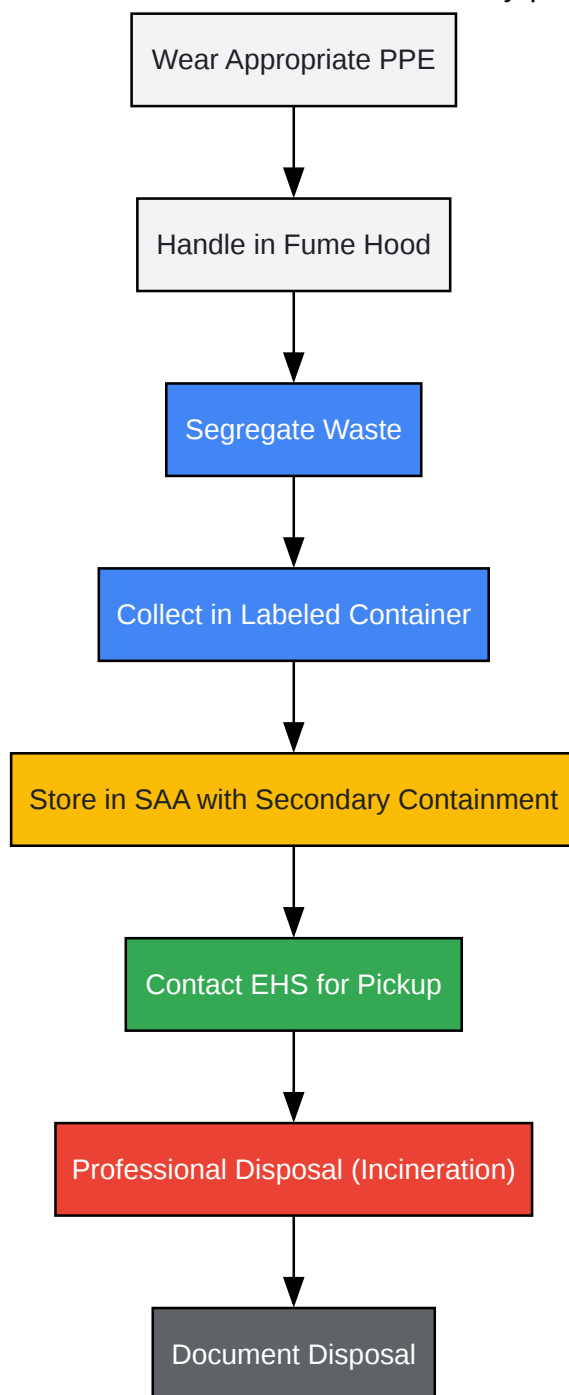 Wear Appropriate PPE
Handle in Fume Hood
Segregate Waste
Collect in Labeled Container
Store in SAA with Secondary Containment
Contact EHS for Pickup
Professional Disposal (Incineration)
Document Disposal